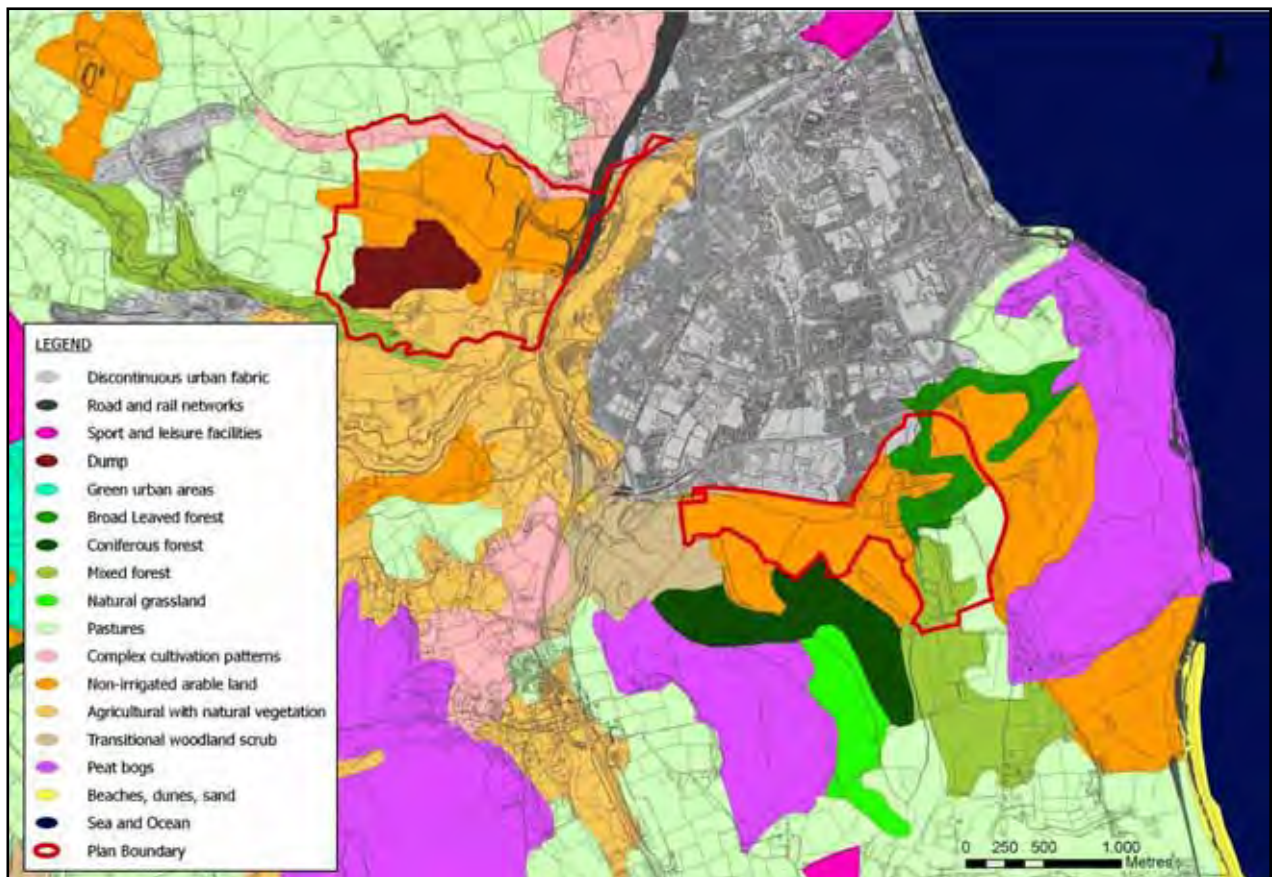 LEGEND
Discontinuous urban fabric
Road and rail networks
Sport and leisure facilities
Dump
Green urban areas
Broad Leaved forest
Coniferous forest
Mixed forest
Natural grassland
Pastures
Complex cultivation patterns
Non-irrigated arable land
Agricultural with natural vegetation
Transitional woodland scrub
Peat bogs
Beaches, dunes, sand
Sea and Ocean
Plan Boundary
0 250 500 1.000
Metres